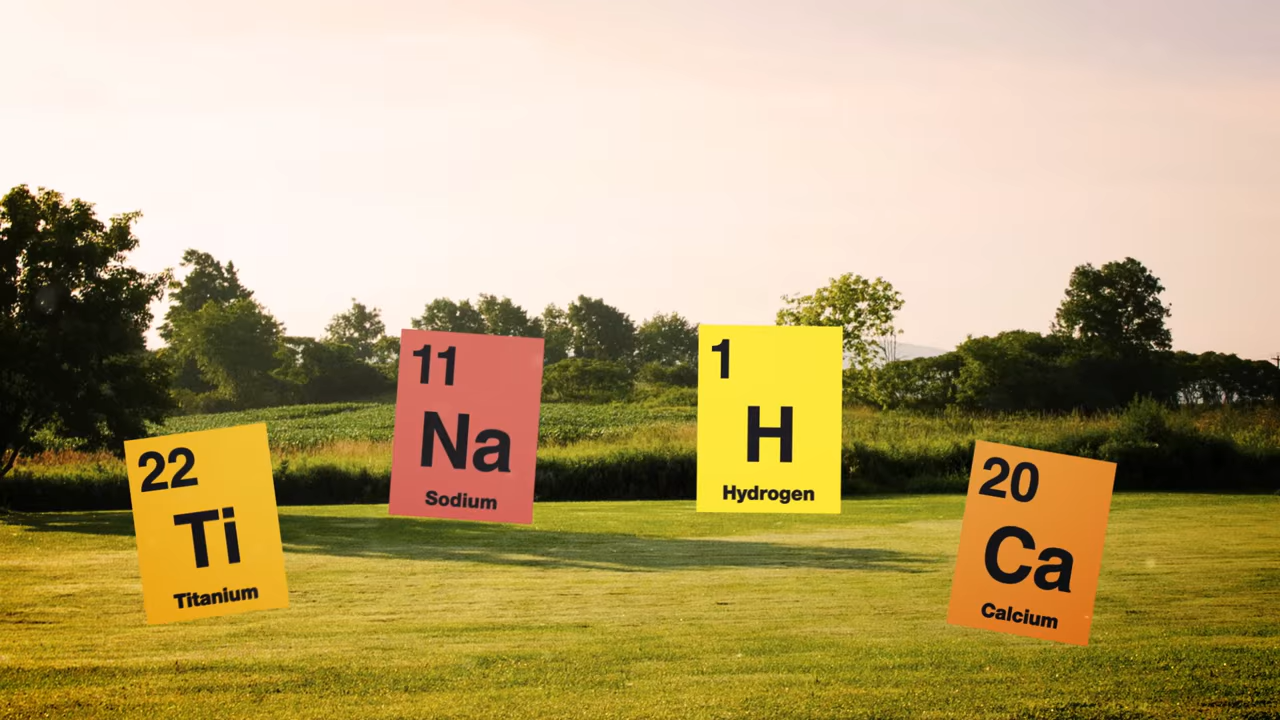 22
Ti
Titanium
11
Na
Sodium
1
H
Hydrogen
20
Ca
Calcium